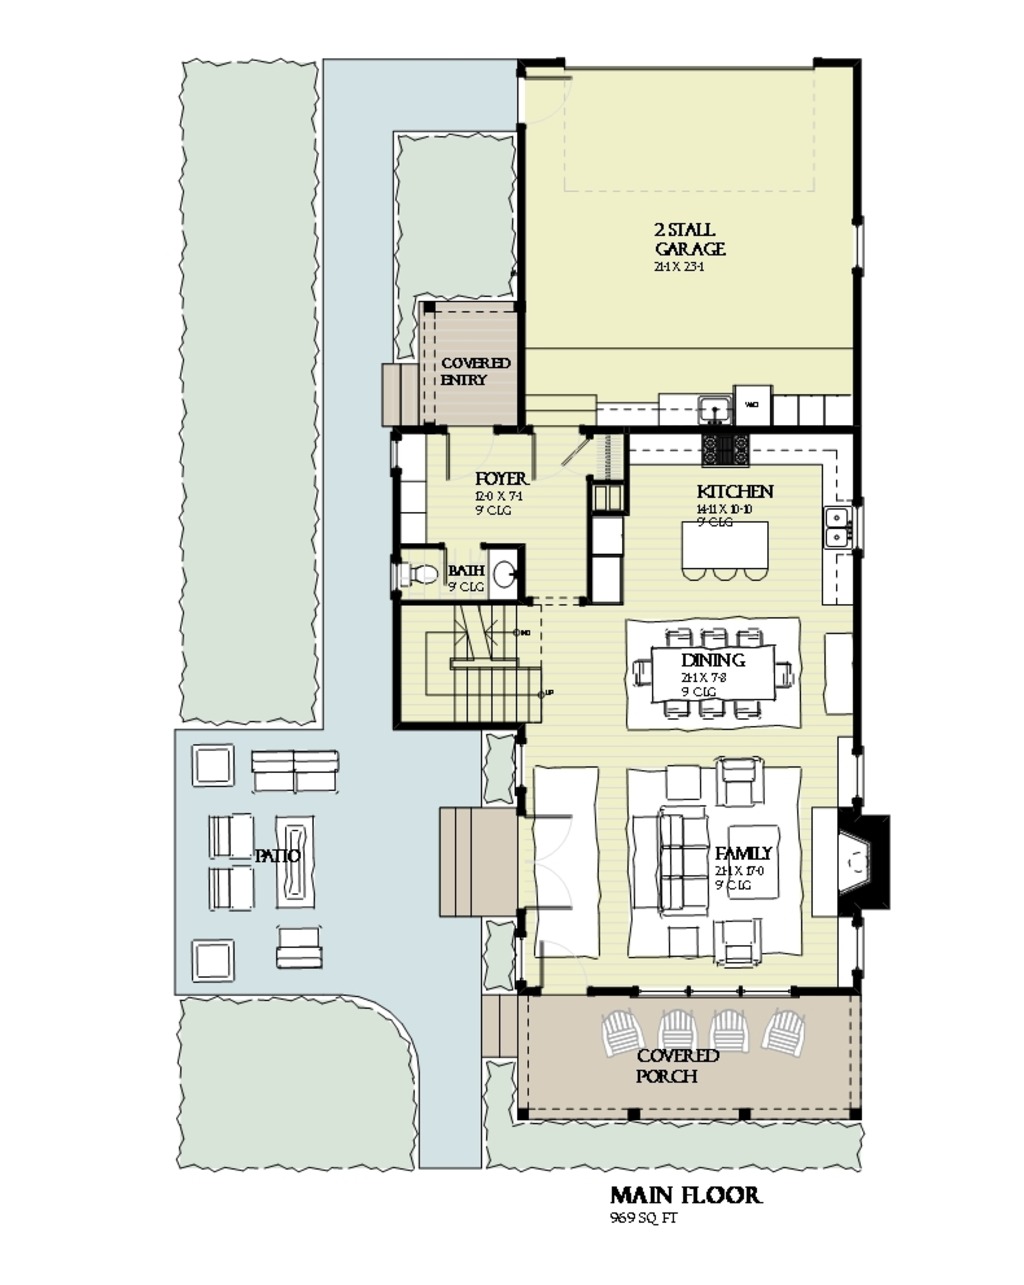 2 STALL
GARAGE
21-1 X 23-1
COVERED
ENTRY
FOYER
12-0 X 7-1
9' CLG
KITCHEN
14-11 X 10-10
9' CLG
BATH
9' CLG
UP
DINING
21-1 X 7-8
9' CLG
PATIO
FAMILY
21-1 X 17-0
9' CLG
COVERED
PORCH
MAIN FLOOR
969 SQ FT